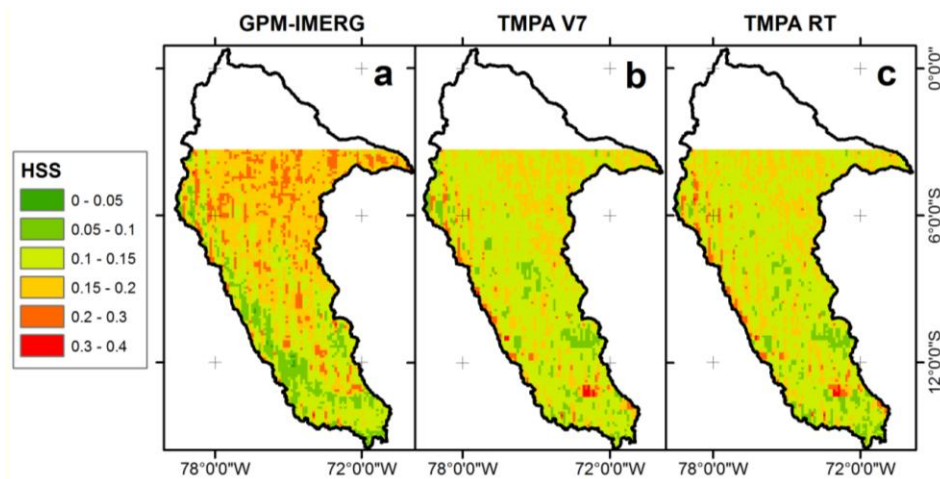 GPM-IMERG
TMPA V7
TMPA RT
a
b
c
HSS
0 - 0.05
0.05 - 0.1
0.1 - 0.15
0.15 - 0.2
0.2 - 0.3
0.3 - 0.4
0°0'0"
6°0'0"S
12°0'0"S
78°0'0"W
72°0'0"W
78°0'0"W
72°0'0"W
78°0'0"W
72°0'0"W